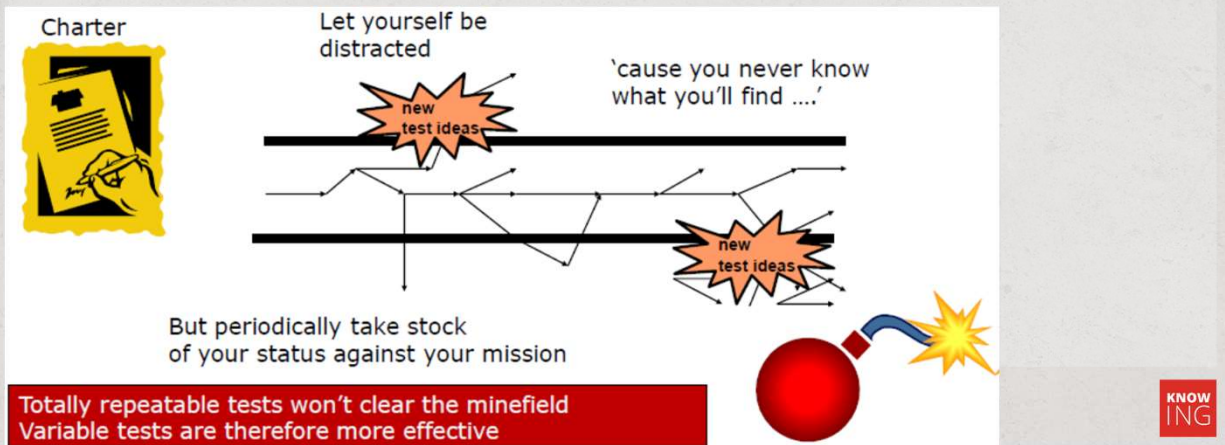 Charter
Let yourself be
distracted
‘cause you never know
what you’ll find ....’
new
test ideas
new
test ideas
But periodically take stock
of your status against your mission
Totally repeatable tests won’t clear the minefield
Variable tests are therefore more effective
KNOW
ING